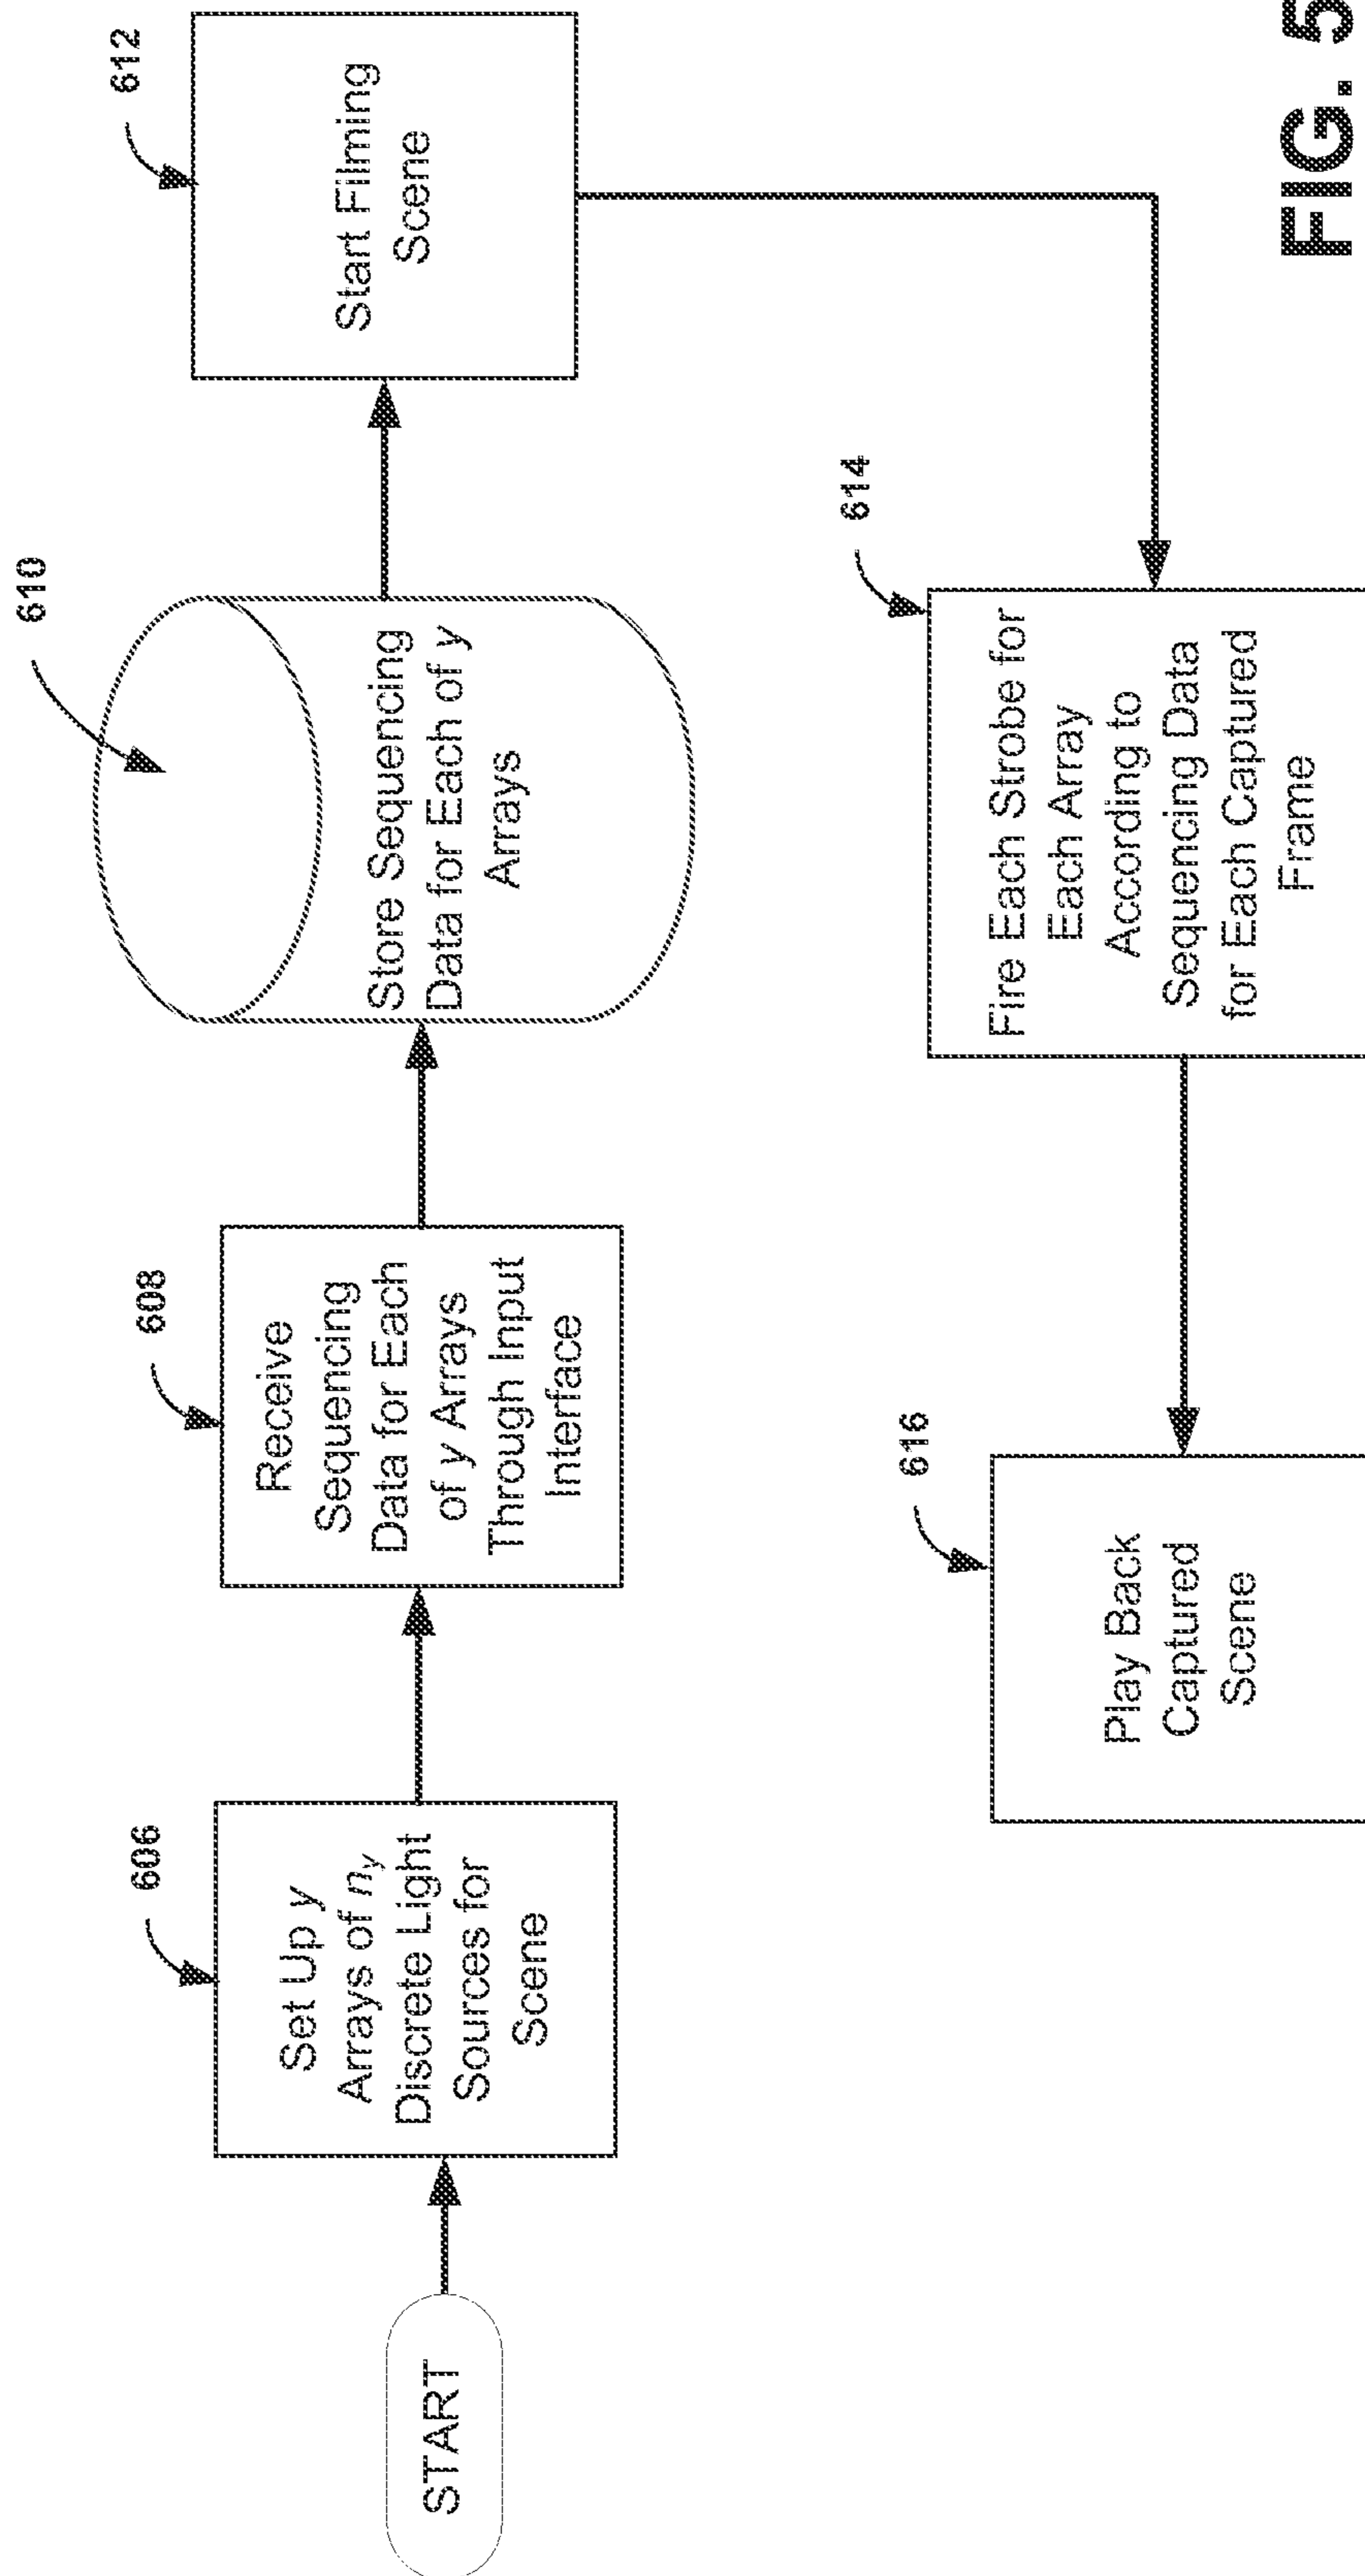 START
606
Set Up y
Arrays of ny
Discrete Light
Sources for
Scene
608
Receive
Sequencing
Data for Each
of y Arrays
Through Input
Interface
610
Store Sequencing
Data for Each of y
Arrays
612
Start Filming
Scene
614
Fire Each Strobe for
Each Array
According to
Sequencing Data
for Each Captured
Frame
616
Play Back
Captured
Scene
FIG. 5